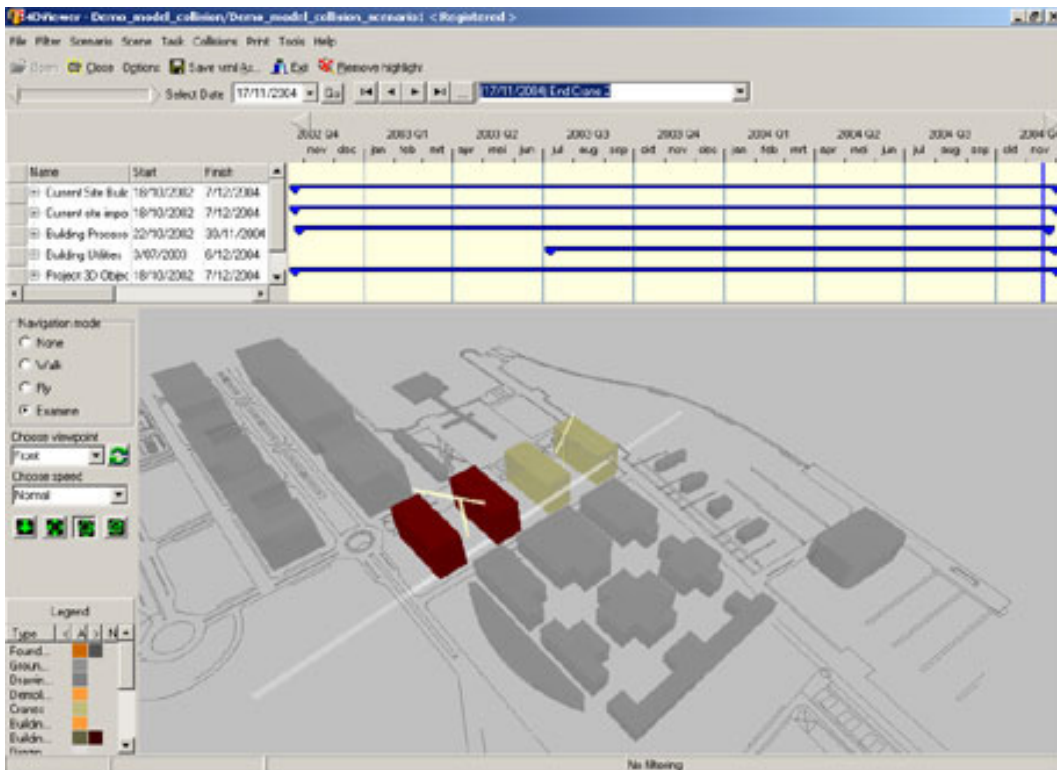 4DViewer - Demo_model_collision/Demo_model_collision_scenario1 < Registered >
File Filter Scenario Scene Task Collisions Print Tools Help
Open Close Options Save vrml As... Exit Remove highlight
Select Date 17/11/2004 Go ... (17/11/2004) End Crane 2
2002 Q4 2003 Q1 2003 Q2 2003 Q3 2003 Q4 2004 Q1 2004 Q2 2004 Q3 2004 Q4
nov dec jan feb mrt apr mei jun jul aug sep okt nov dec jan feb mrt apr mei jun jul aug sep okt nov
Name Start Finish
Current Site Buil 18/10/2002 7/12/2004
Current site impo 18/10/2002 7/12/2004
Building Process 22/10/2002 30/11/2004
Building Utilities 3/07/2003 6/12/2004
Project 3D Objec 18/10/2002 7/12/2004
Navigation mode
None
Walk
Fly
Examine
Choose viewpoint
Front
Choose speed
Normal
Legend
Type < A > N
Found...
Groun...
Drawin...
Demol...
Cranes
Buildin...
Buildin...
No filtering